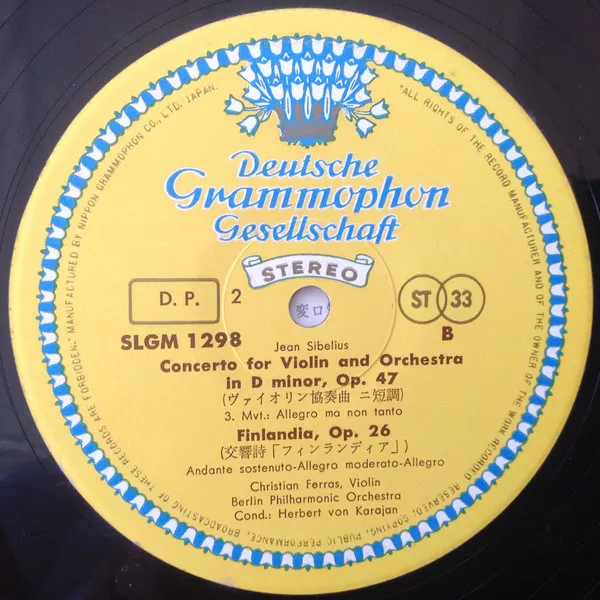 "ALL RIGHTS OF THE RECORD MANUFACTURER AND OF THE OWNER OF THE WORK RECORDED RESERVED. COPYING, PUBLIC PERFORMANCE, BROADCASTING OF THESE RECORDS ARE FORBIDDEN." MANUFACTURED BY NIPPON GRAMMOPHON CO., LTD. JAPAN.
Deutsche
Grammophon
Gesellschaft
STEREO
D. P. 2
ST 33
変ロ
SLGM 1298
B
Jean Sibelius
Concerto for Violin and Orchestra
in D minor, Op. 47
(ヴァイオリン協奏曲 ニ短調)
3. Mvt.: Allegro ma non tanto
Finlandia, Op. 26
(交響詩「フィンランディア」)
Andante sostenuto-Allegro moderato-Allegro
Christian Ferras, Violin
Berlin Philharmonic Orchestra
Cond.: Herbert von Karajan